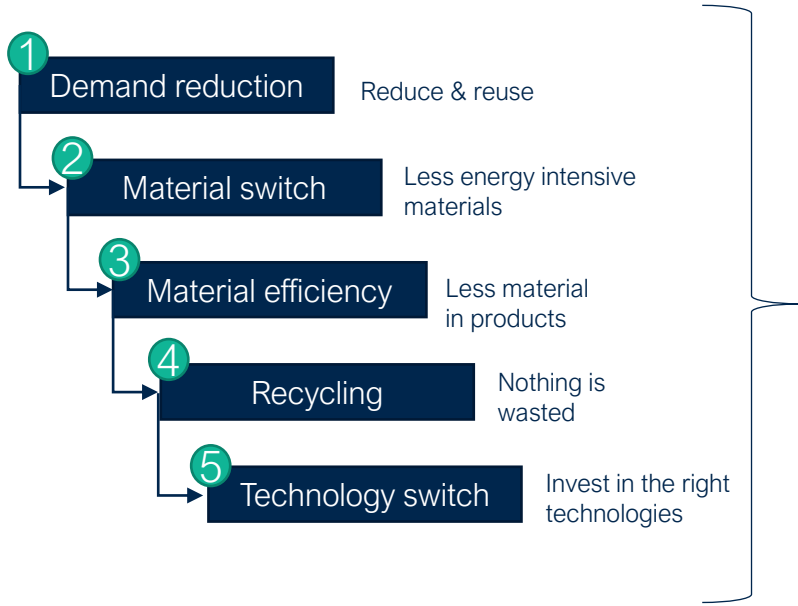 1
Demand reduction
Reduce & reuse
2
Material switch
Less energy intensive
materials
3
Material efficiency
Less material
in products
4
Recycling
Nothing is
wasted
5
Technology switch
Invest in the right
technologies